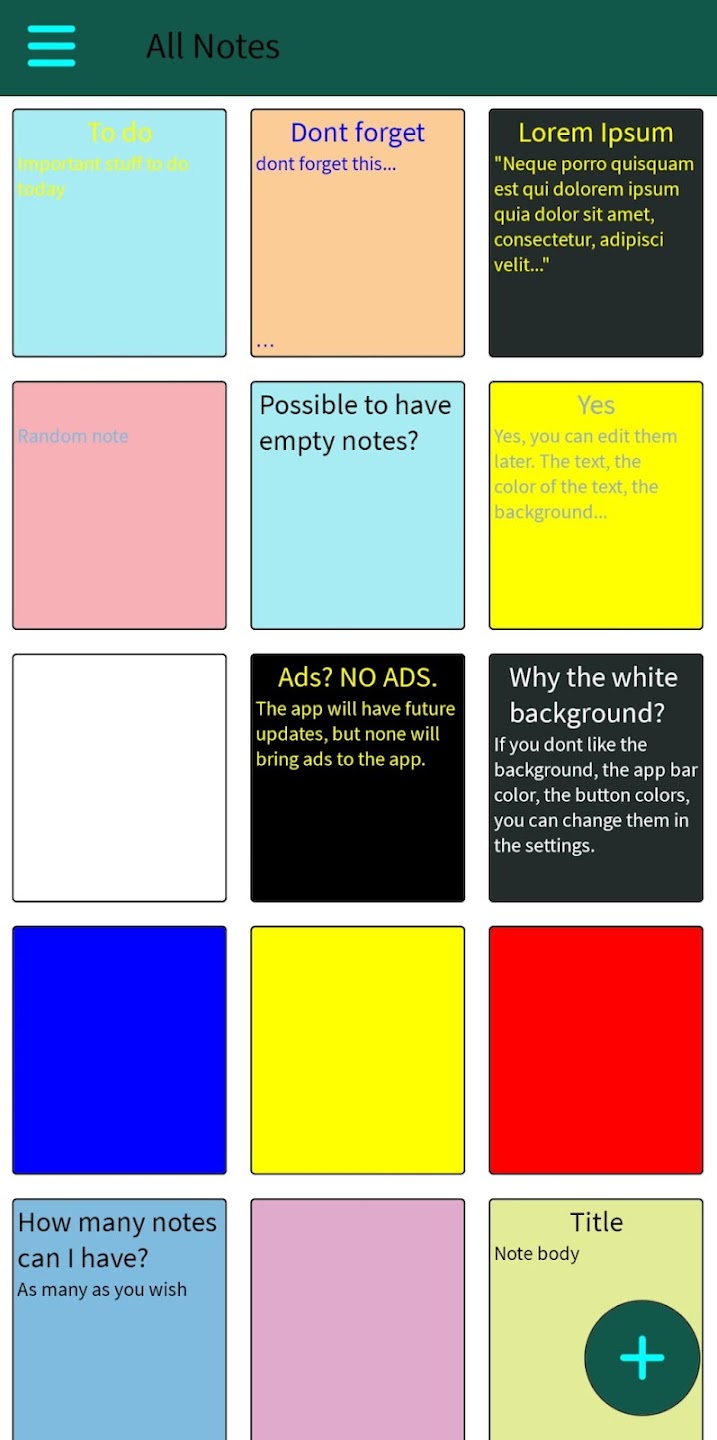 All Notes
To do
Important stuff to do
today
Dont forget
dont forget this...
...
Lorem Ipsum
"Neque porro quisquam
est qui dolorem ipsum
quia dolor sit amet,
consectetur, adipisci
velit..."
Random note
Possible to have
empty notes?
Yes
Yes, you can edit them
later. The text, the
color of the text, the
background...
Ads? NO ADS.
The app will have future
updates, but none will
bring ads to the app.
Why the white
background?
If you dont like the
background, the app bar
color, the button colors,
you can change them in
the settings.
How many notes
can I have?
As many as you wish
Title
Note body